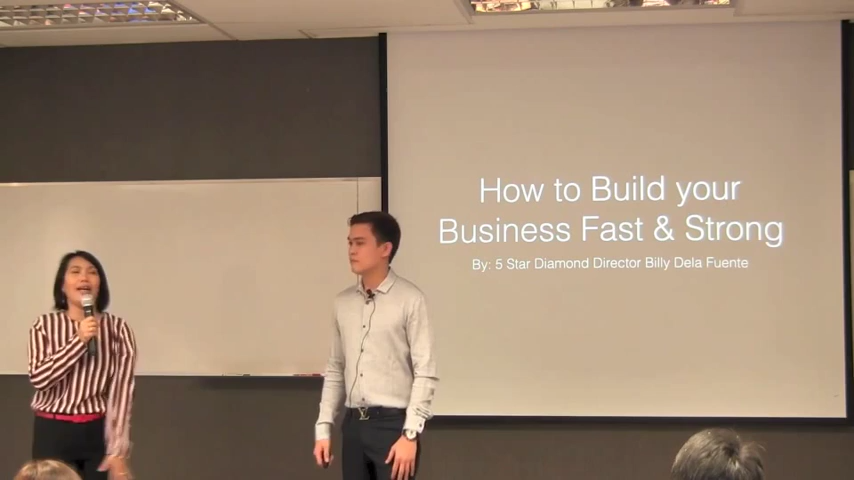 How to Build your
Business Fast & Strong
By: 5 Star Diamond Director Billy Dela Fuente